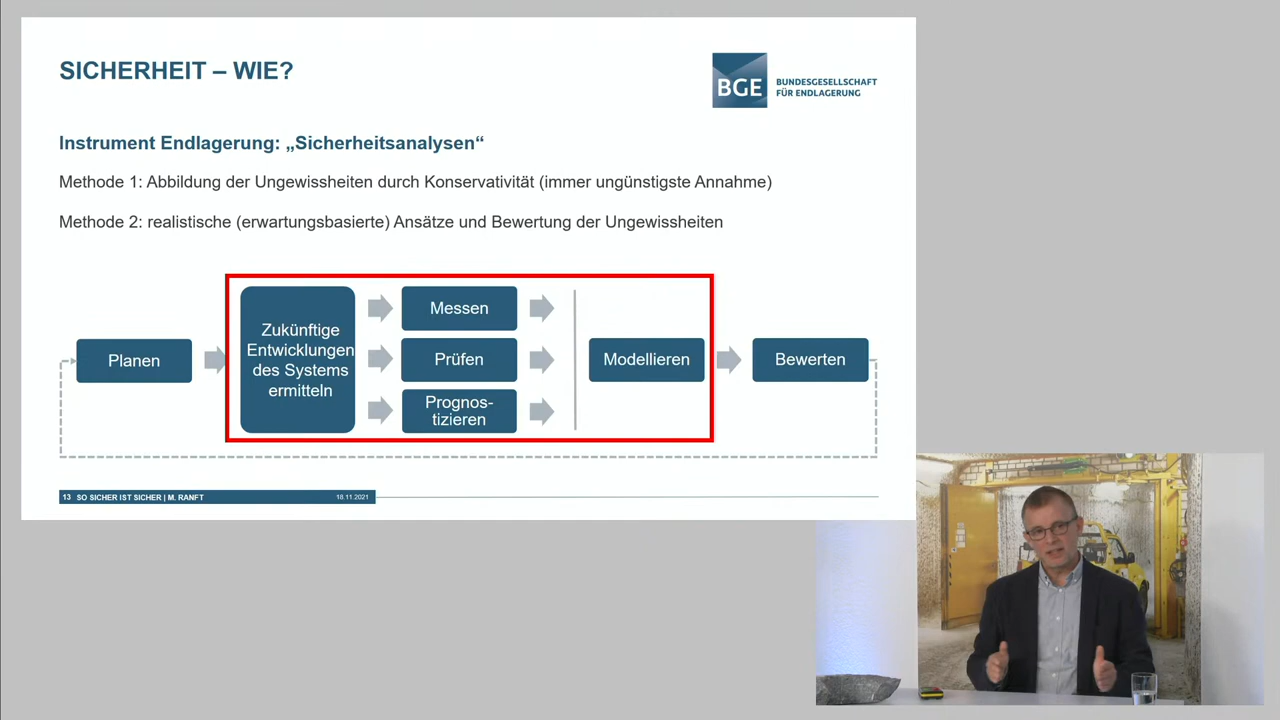 SICHERHEIT – WIE?
BGE
BUNDESGESELLSCHAFT
FÜR ENDLAGERUNG
Instrument Endlagerung: „Sicherheitsanalysen“
Methode 1: Abbildung der Ungewissheiten durch Konservativität (immer ungünstigste Annahme)
Methode 2: realistische (erwartungsbasierte) Ansätze und Bewertung der Ungewissheiten
Planen
Zukünftige
Entwicklungen
des Systems
ermitteln
Messen
Prüfen
Prognos-
tizieren
Modellieren
Bewerten
13 SO SICHER IST SICHER | M. RANFT 18.11.2021